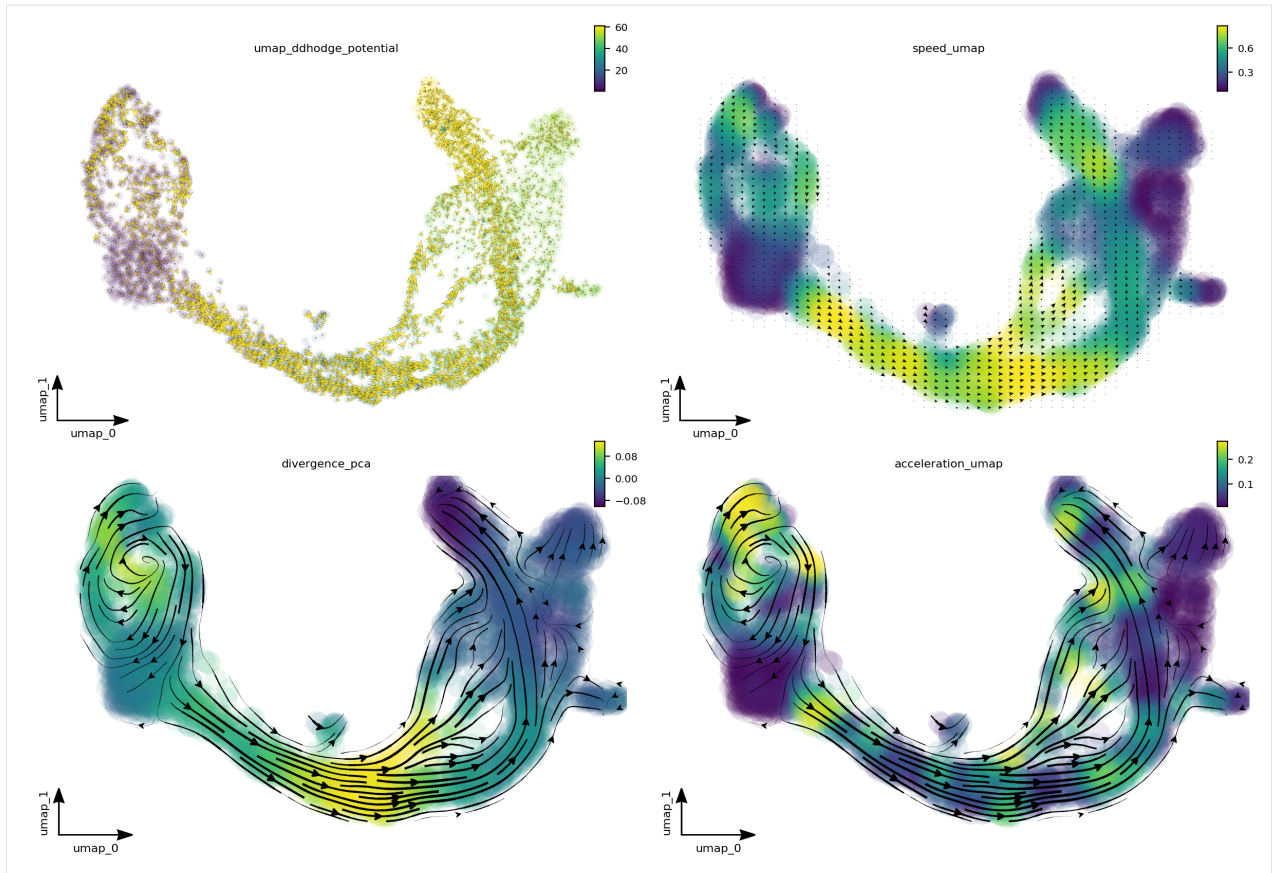 umap_ddhodge_potential
60
40
20
umap_1
umap_0
speed_umap
0.6
0.3
umap_1
umap_0
divergence_pca
0.08
0.00
−0.08
umap_1
umap_0
acceleration_umap
0.2
0.1
umap_1
umap_0